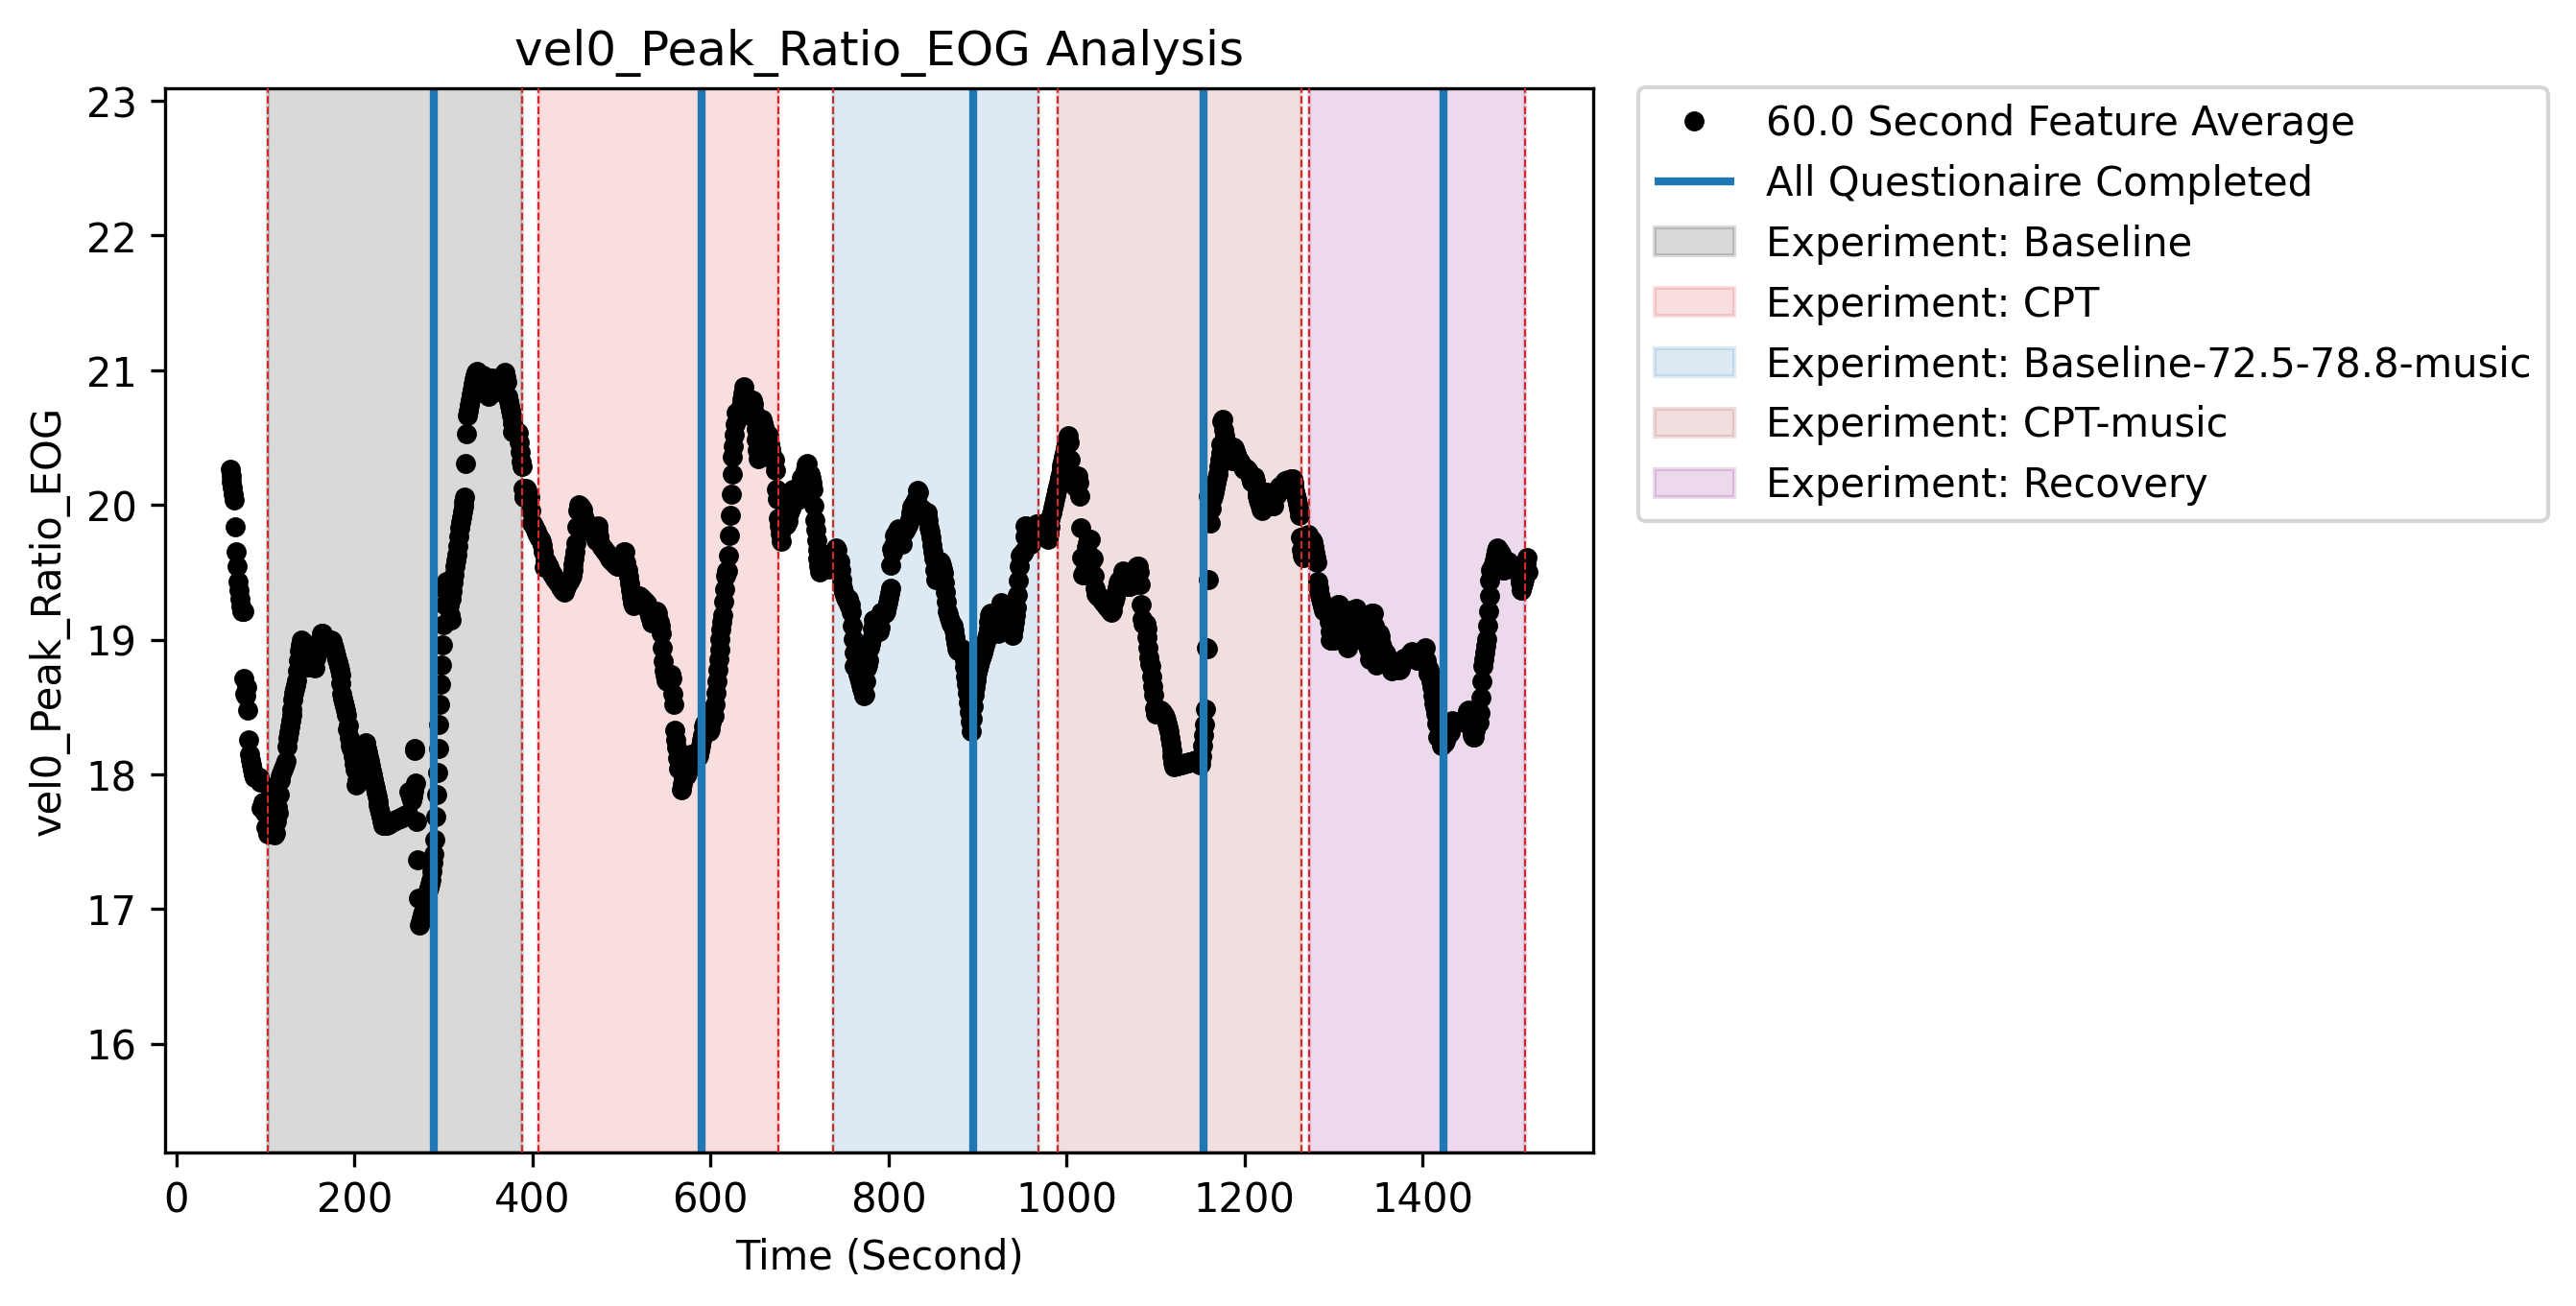 vel0_Peak_Ratio_EOG Analysis
vel0_Peak_Ratio_EOG
23
22
21
20
19
18
17
16
0 200 400 600 800 1000 1200 1400
Time (Second)
60.0 Second Feature Average
All Questionaire Completed
Experiment: Baseline
Experiment: CPT
Experiment: Baseline-72.5-78.8-music
Experiment: CPT-music
Experiment: Recovery